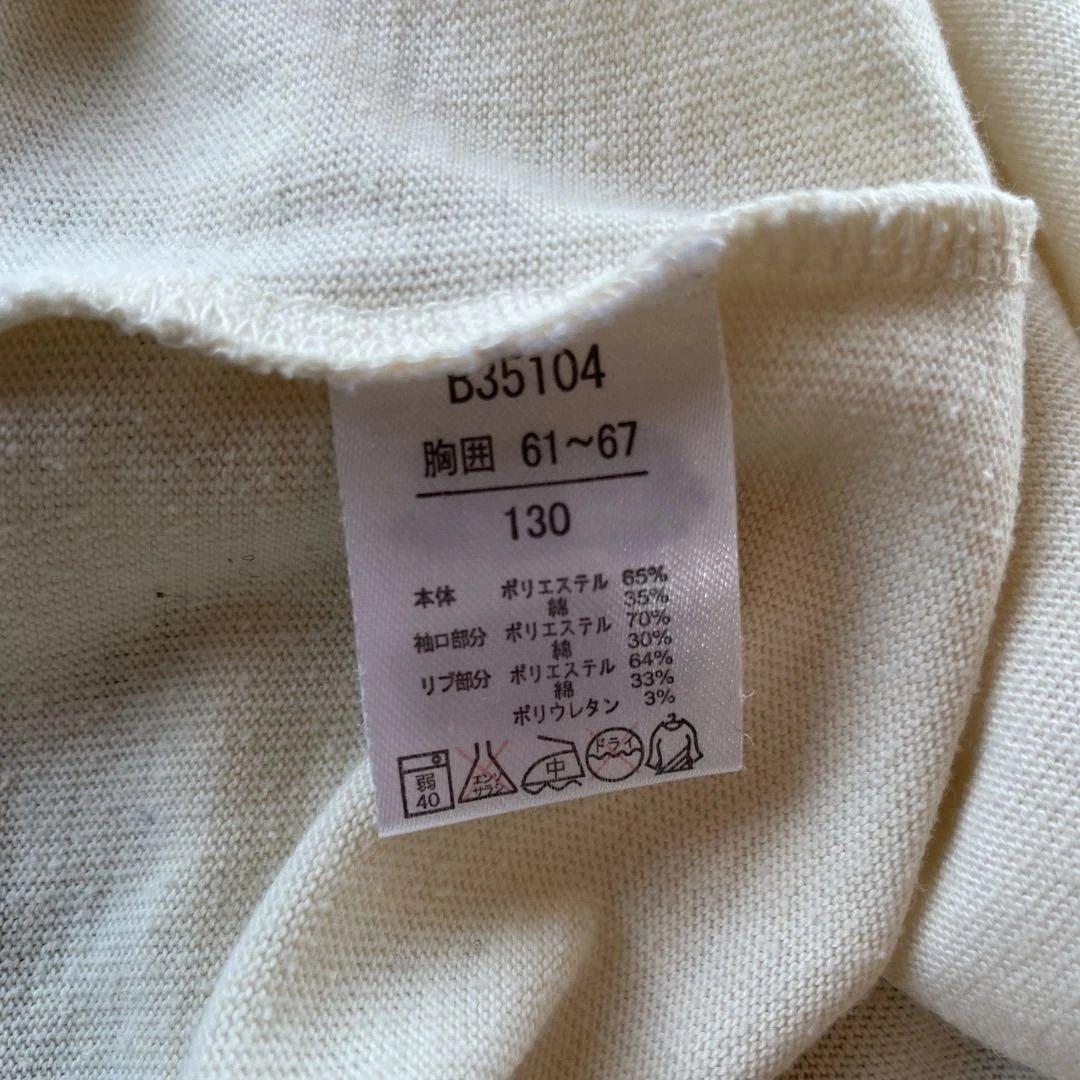 B35104
胸囲 61～67
130
本体 ポリエステル 65%
綿 35%
袖口部分 ポリエステル 70%
綿 30%
リブ部分 ポリエステル 64%
綿 33%
ポリウレタン 3%
弱
40
エンソ
サラシ
中
ドライ